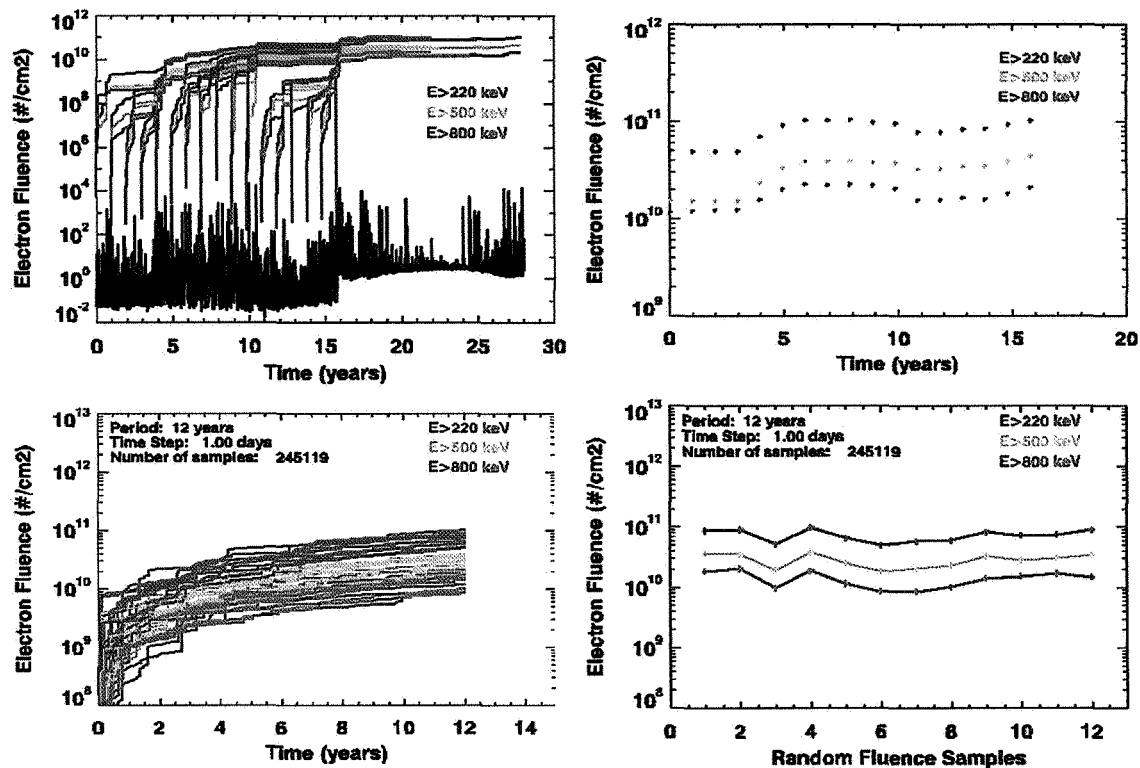 10^12
10^10
10^8
10^6
10^4
10^2
10^0
10^-2
Electron Fluence (#/cm2)
E>220 keV
E>500 keV
E>800 keV
0 5 10 15 20 25 30
Time (years)
10^12
10^11
10^10
10^9
Electron Fluence (#/cm2)
E>220 keV
E>500 keV
E>800 keV
0 5 10 15 20
Time (years)
10^13
10^12
10^11
10^10
10^9
10^8
Electron Fluence (#/cm2)
Period: 12 years
Time Step: 1.00 days
Number of samples: 245119
E>220 keV
E>500 keV
E>800 keV
0 2 4 6 8 10 12 14
Time (years)
10^13
10^12
10^11
10^10
10^9
10^8
Electron Fluence (#/cm2)
Period: 12 years
Time Step: 1.00 days
Number of samples: 245119
E>220 keV
E>500 keV
E>800 keV
0 2 4 6 8 10 12 14
Random Fluence Samples